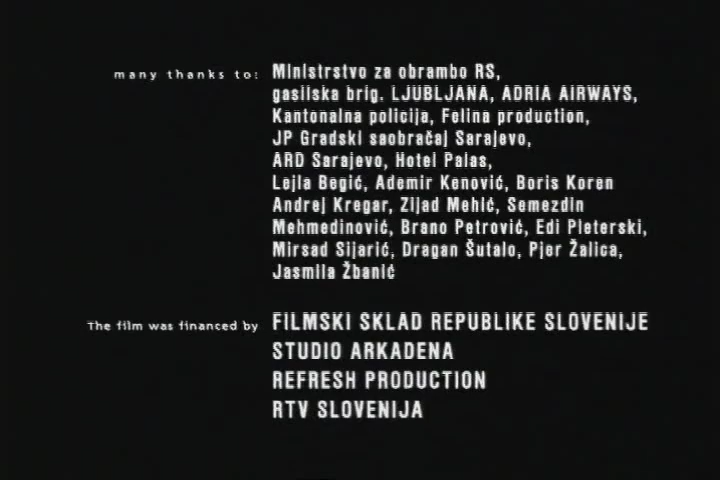 many thanks to: Ministrstvo za obrambo RS,
gasilska brig. LJUBLJANA, ADRIA AIRWAYS,
Kantonalna policija, Felina production,
JP Gradski saobračaj Sarajevo,
ARD Sarajevo, Hotel Palas,
Lejla Begić, Ademir Kenović, Boris Koren
Andrej Kregar, Zijad Mehić, Semezdin
Mehmedinović, Brano Petrović, Edi Pleterski,
Mirsad Sijarić, Dragan Šutalo, Pjer Žalica,
Jasmila Žbanić
The film was financed by FILMSKI SKLAD REPUBLIKE SLOVENIJE
STUDIO ARKADENA
REFRESH PRODUCTION
RTV SLOVENIJA